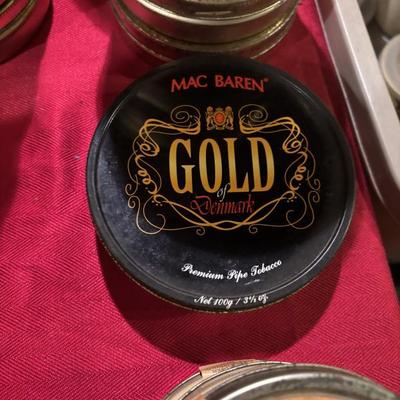 MAC BAREN®
GOLD
of
Denmark
Premium Pipe Tobacco
Net 100g / 3½ oz.